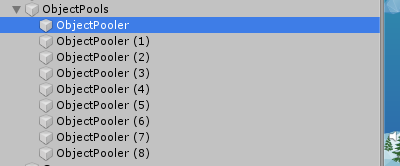 ObjectPools
ObjectPooler
ObjectPooler (1)
ObjectPooler (2)
ObjectPooler (3)
ObjectPooler (4)
ObjectPooler (5)
ObjectPooler (6)
ObjectPooler (7)
ObjectPooler (8)